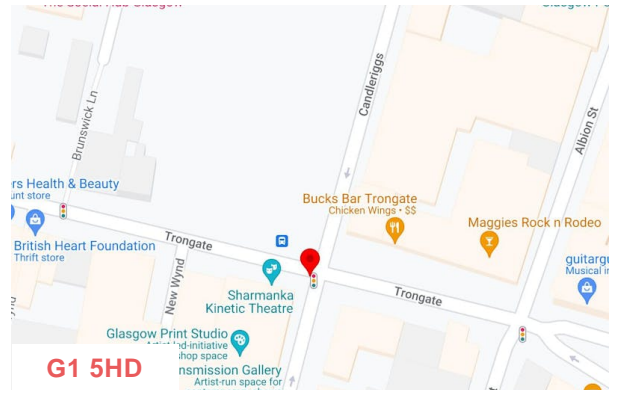 Candleriggs
Albion St
Brunswick Ln
rs Health & Beauty
unt store
Bucks Bar Trongate
Chicken Wings • $$
Maggies Rock n Rodeo
British Heart Foundation
Thrift store
Trongate
New Wynd
guitargu
Musical in
Sharmanka
Kinetic Theatre
Trongate
Glasgow Print Studio
Artist-led-initiative
shop space
nsmission Gallery
Artist-run space for
G1 5HD